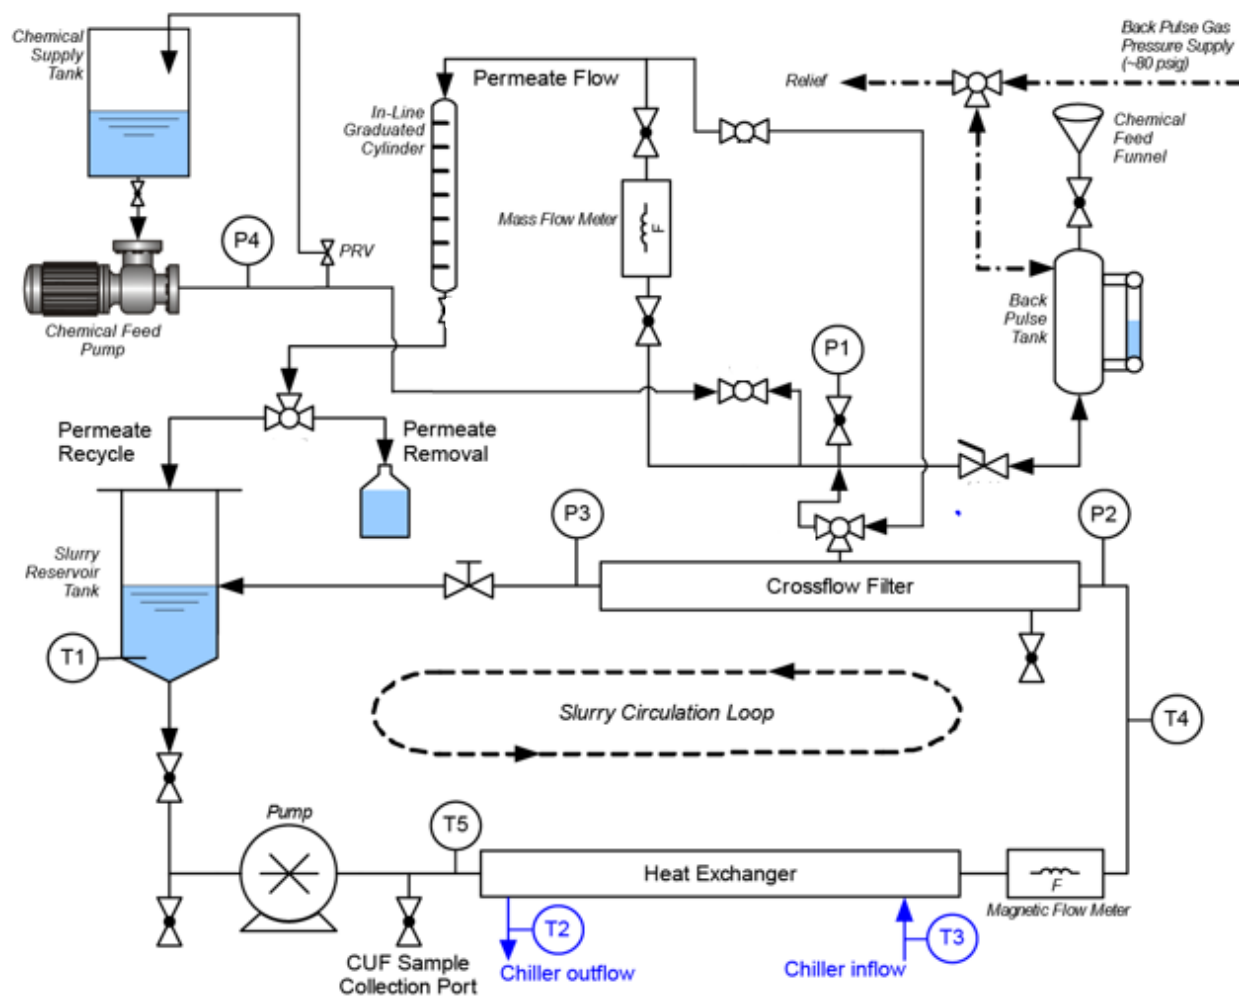 Chemical
Supply
Tank
Permeate Flow
In-Line
Graduated
Cylinder
Relief
Back Pulse Gas
Pressure Supply
(~80 psig)
Chemical
Feed
Funnel
Mass Flow Meter
F
P4
PRV
Chemical Feed
Pump
Back
Pulse
Tank
P1
Permeate
Recycle
Permeate
Removal
P3
P2
Slurry
Reservoir
Tank
Crossflow Filter
T1
Slurry Circulation Loop
T4
Pump
T5
Heat Exchanger
F
Magnetic Flow Meter
T2
T3
CUF Sample
Collection Port
Chiller outflow
Chiller inflow